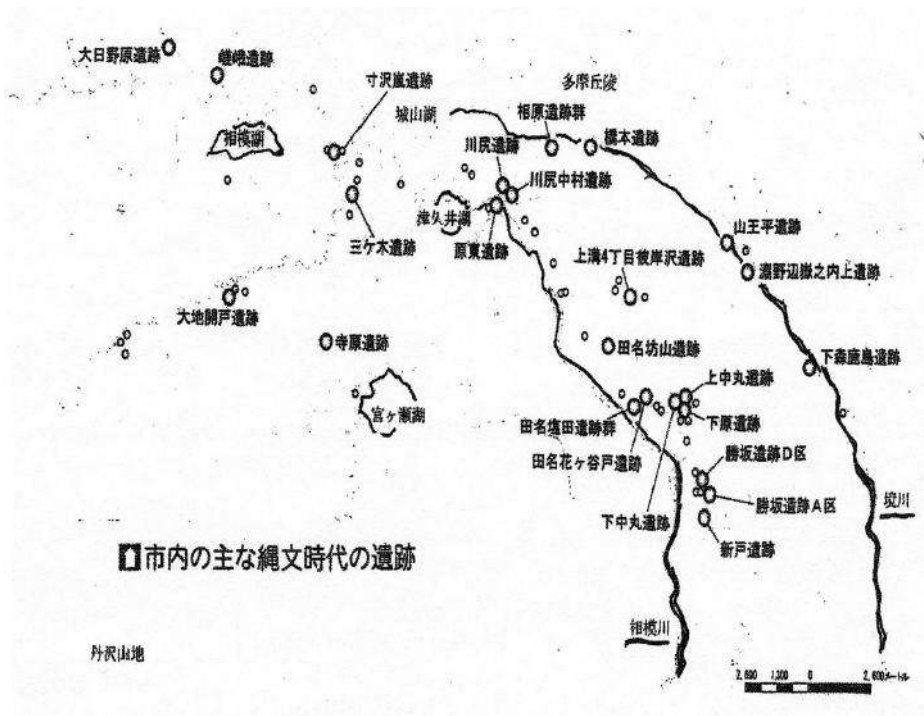 大日野原遺跡
嵯峨遺跡
寸沢嵐遺跡
多摩丘陵
城山湖
相原遺跡群
相模湖
川尻遺跡
橋本遺跡
川尻中村遺跡
津久井湖
山王平遺跡
三ケ木遺跡
原東遺跡
上溝4丁目彼岸沢遺跡
淵野辺嶽之内上遺跡
大地開戸遺跡
寺原遺跡
田名坊山遺跡
下森鹿島遺跡
上中丸遺跡
宮ヶ瀬湖
田名塩田遺跡群
下原遺跡
田名花ヶ谷戸遺跡
勝坂遺跡D区
勝坂遺跡A区
境川
下中丸遺跡
新戸遺跡
市内の主な縄文時代の遺跡
相模川
丹沢山地
0
メートル